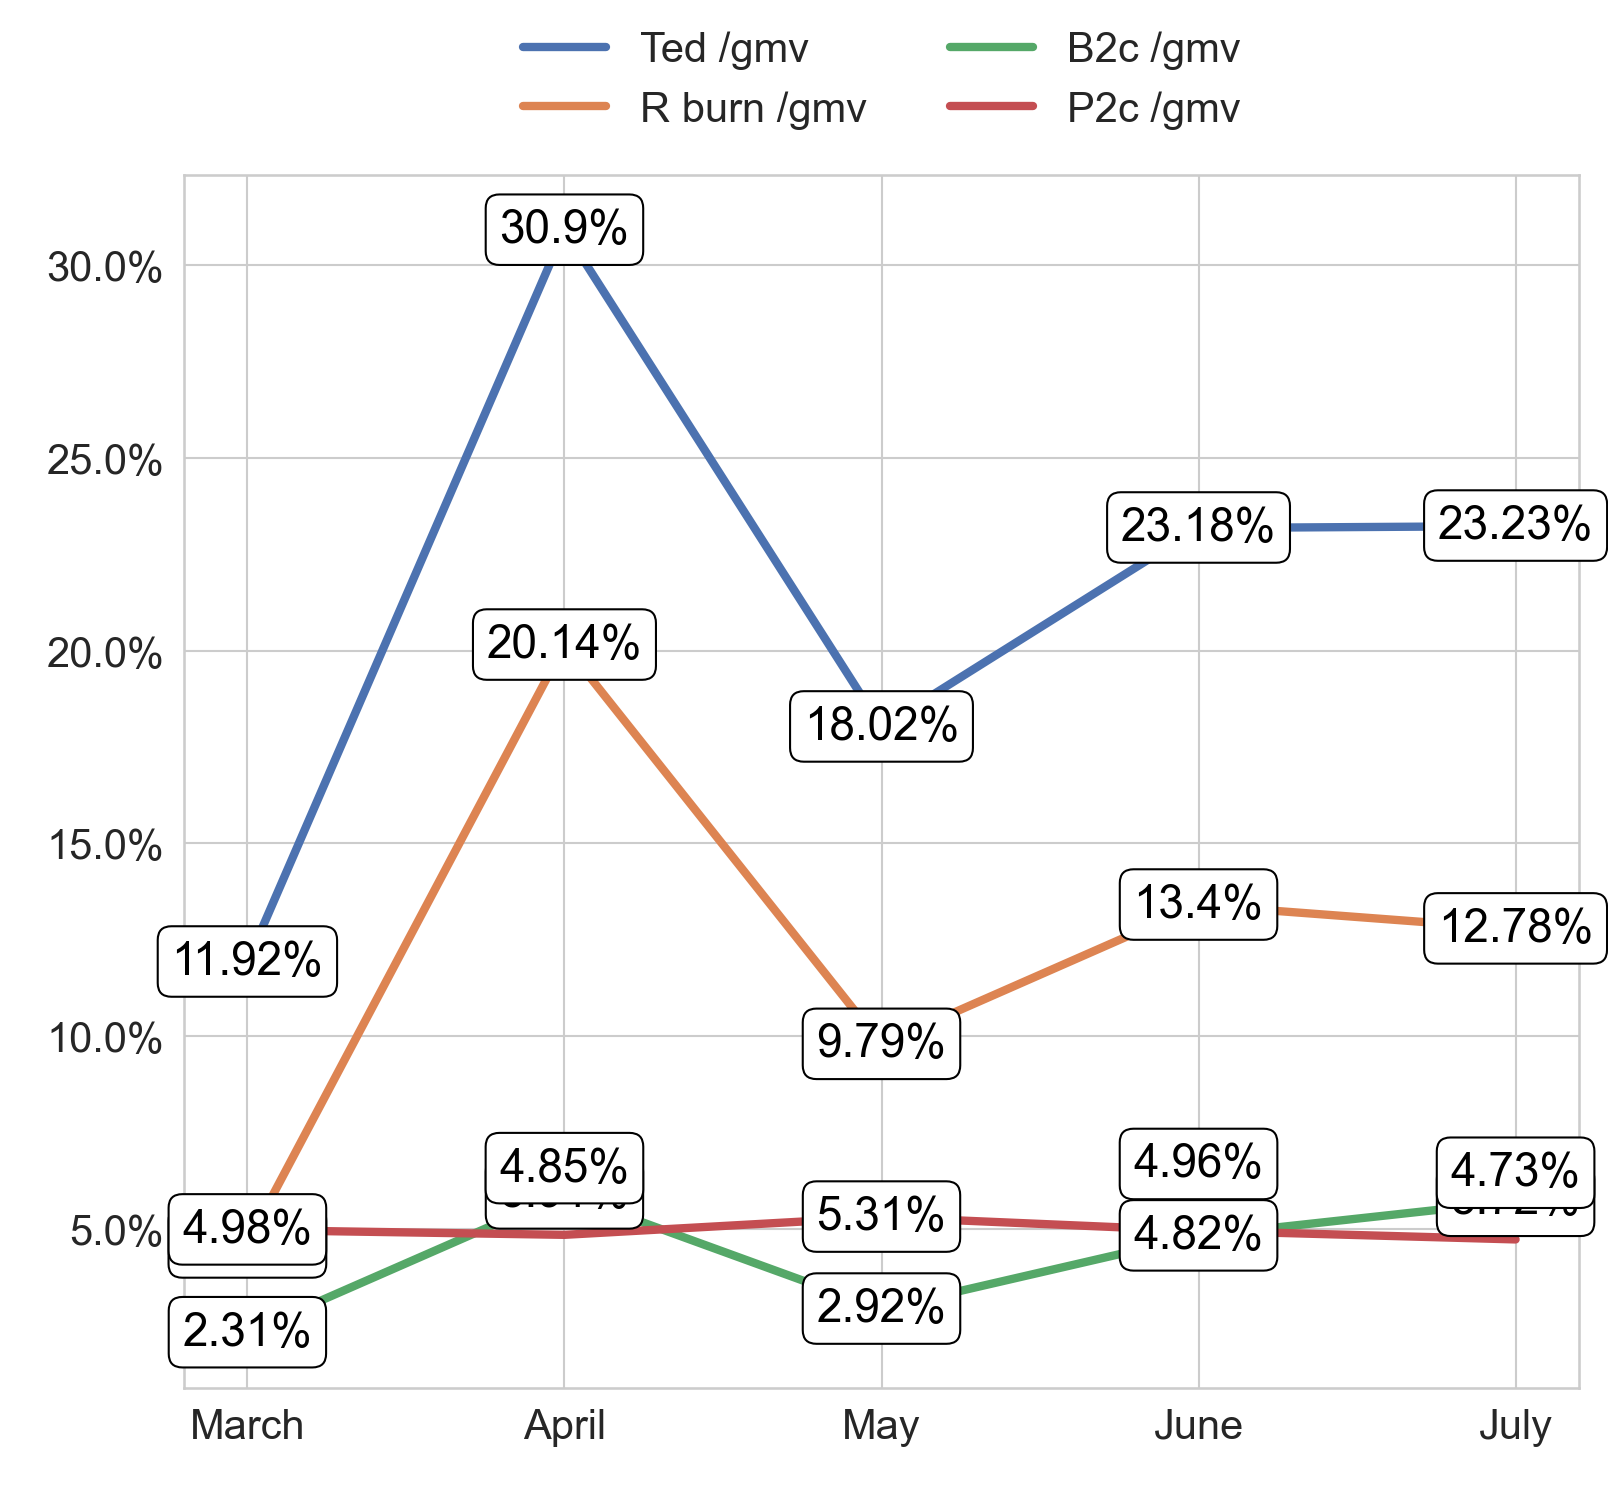 Ted /gmv
R burn /gmv
B2c /gmv
P2c /gmv
30.0%
25.0%
20.0%
15.0%
10.0%
5.0%
30.9%
20.14%
23.18%
23.23%
18.02%
11.92%
13.4%
12.78%
9.79%
4.98%
4.85%
5.31%
4.96%
4.73%
2.31%
2.92%
4.82%
March
April
May
June
July